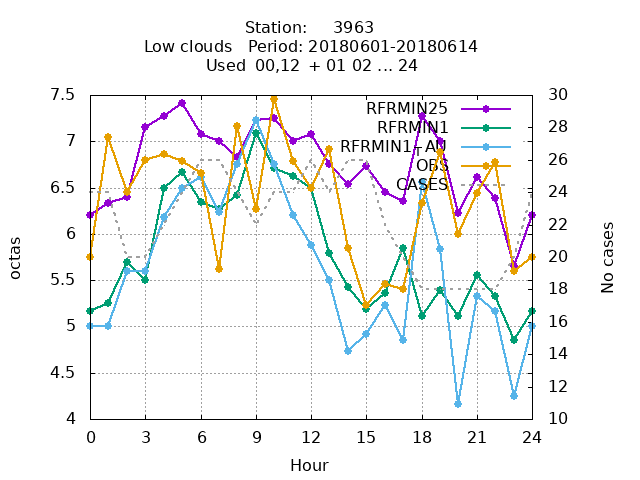 Station: 3963
Low clouds Period: 20180601-20180614
Used 00,12 + 01 02 ... 24
7.5
7
6.5
6
5.5
5
4.5
4
octas
30
28
26
24
22
20
18
16
14
12
10
No cases
RFRMIN25
RFRMIN1
RFRMIN1+AN
OBS
CASES
0 3 6 9 12 15 18 21 24
Hour